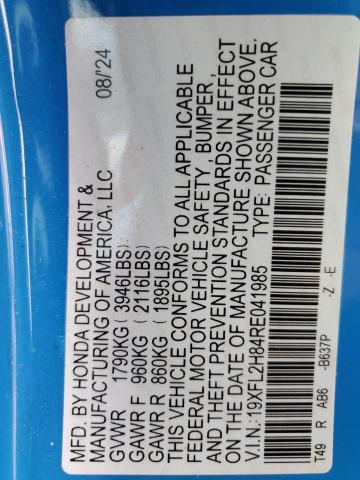 MFD. BY HONDA DEVELOPMENT &
MANUFACTURING OF AMERICA, LLC 08/'24
GVWR 1790KG (3946LBS)
GAWR F 960KG (2116LBS)
GAWR R 860KG (1895LBS)
THIS VEHICLE CONFORMS TO ALL APPLICABLE
FEDERAL MOTOR VEHICLE SAFETY, BUMPER,
AND THEFT PREVENTION STANDARDS IN EFFECT
ON THE DATE OF MANUFACTURE SHOWN ABOVE.
V.I.N.:19XFL2H84RE041985 TYPE: PASSENGER CAR
T49 R AB6 -B637P -Z -E